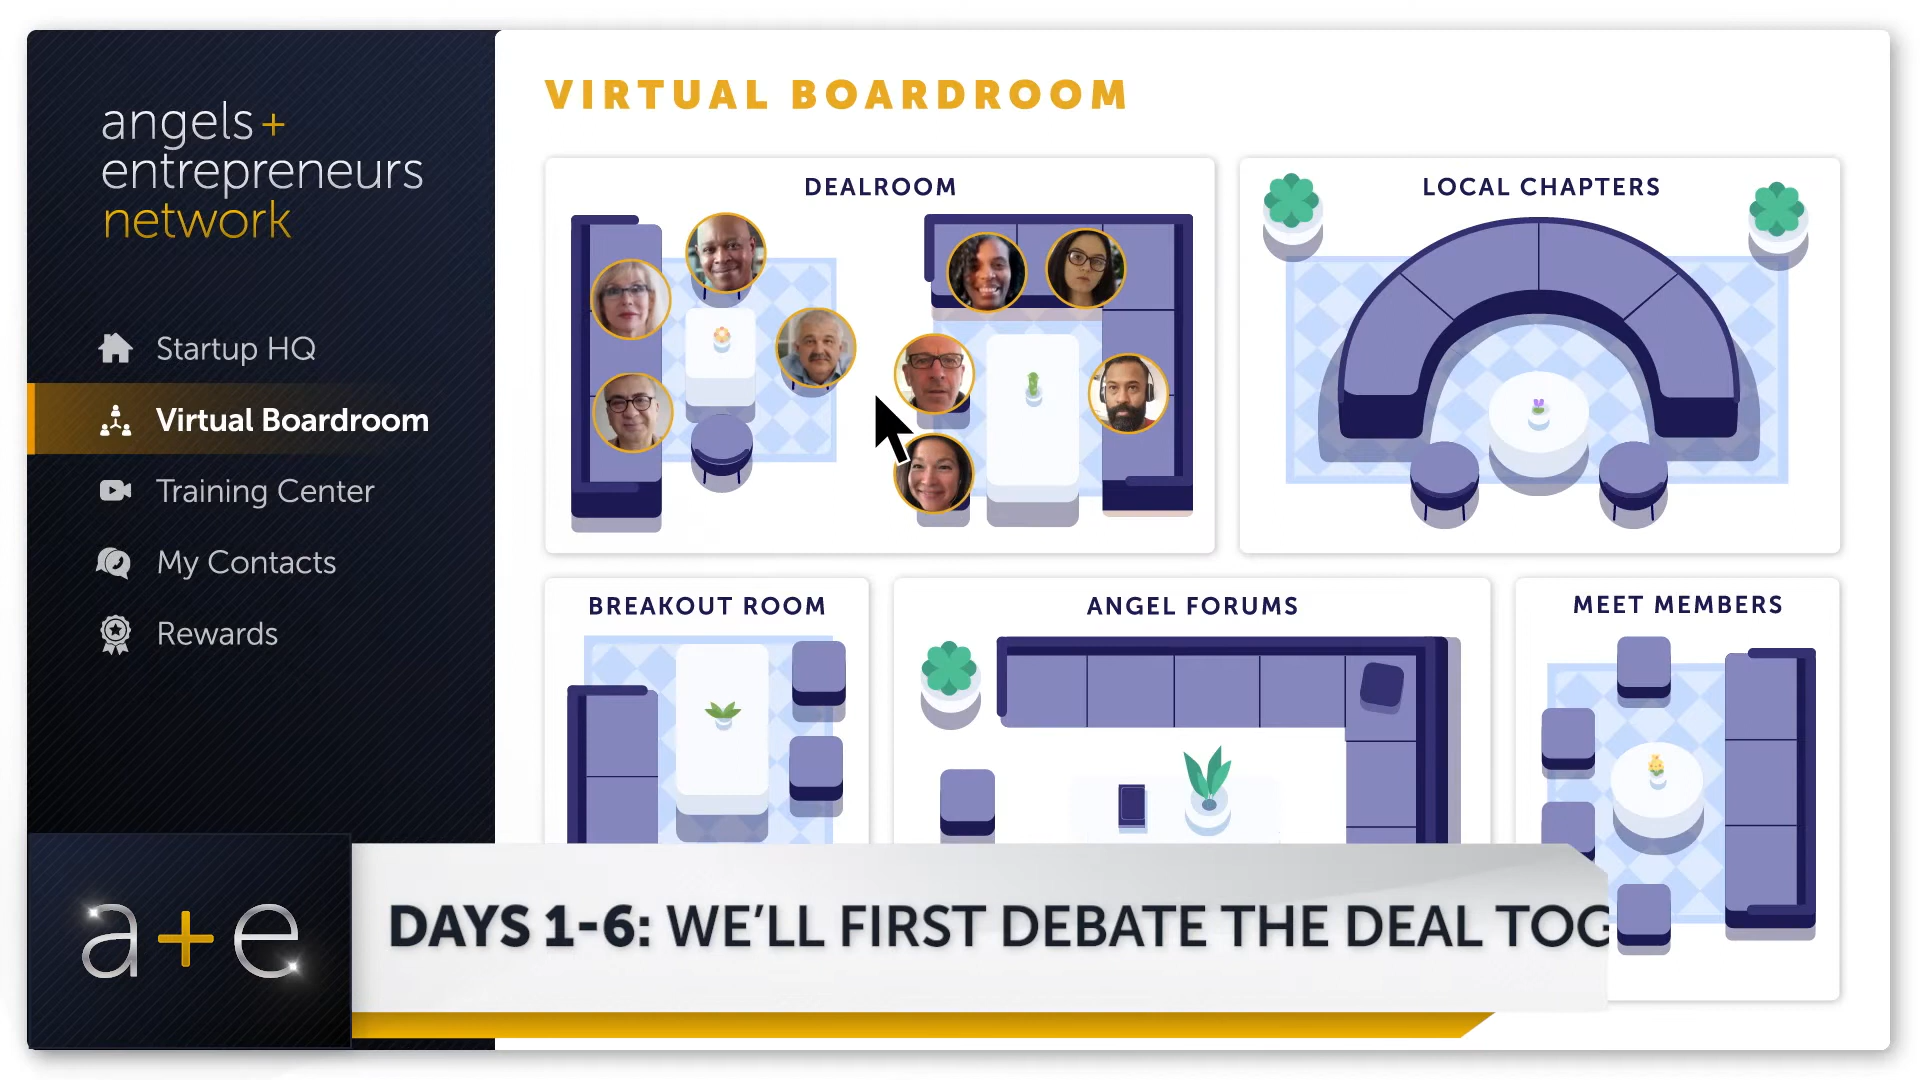 angels+
entrepreneurs
network
Startup HQ
Virtual Boardroom
Training Center
My Contacts
Rewards
VIRTUAL BOARDROOM
DEALROOM
LOCAL CHAPTERS
BREAKOUT ROOM
ANGEL FORUMS
MEET MEMBERS
a+e
DAYS 1-6: WE'LL FIRST DEBATE THE DEAL TOG